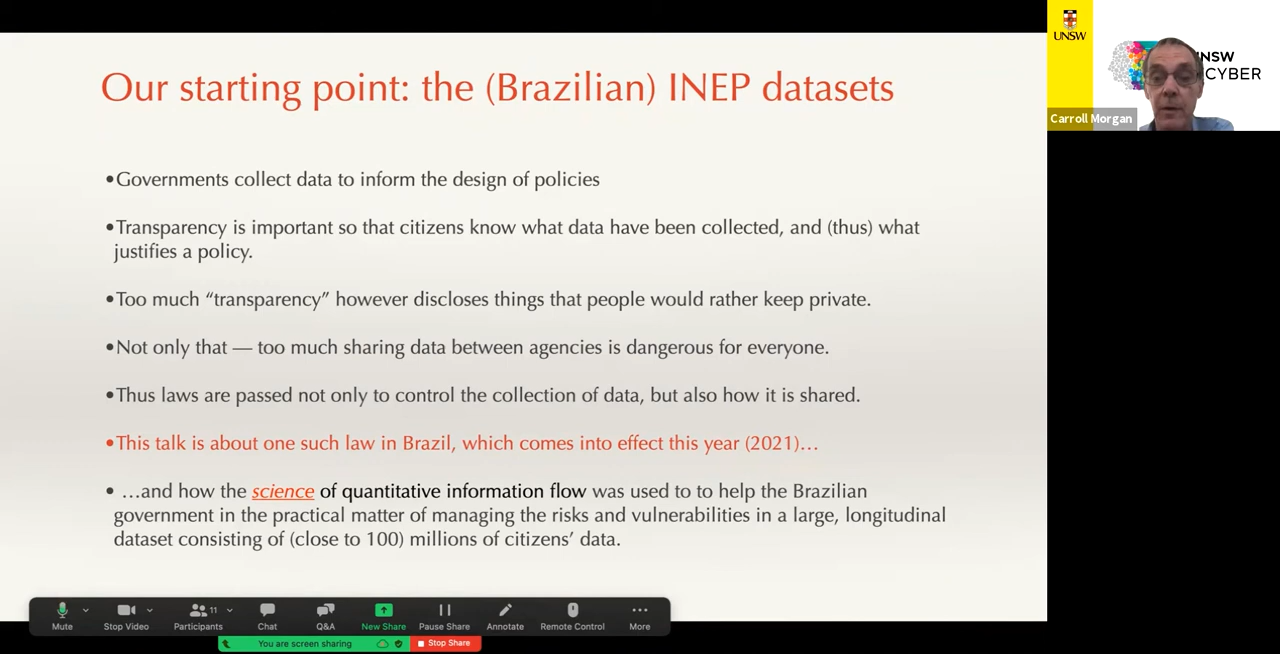 Our starting point: the (Brazilian) INEP datasets
•Governments collect data to inform the design of policies
•Transparency is important so that citizens know what data have been collected, and (thus) what
justifies a policy.
•Too much “transparency” however discloses things that people would rather keep private.
•Not only that — too much sharing data between agencies is dangerous for everyone.
•Thus laws are passed not only to control the collection of data, but also how it is shared.
•This talk is about one such law in Brazil, which comes into effect this year (2021)…
• …and how the science of quantitative information flow was used to to help the Brazilian
government in the practical matter of managing the risks and vulnerabilities in a large, longitudinal
dataset consisting of (close to 100) millions of citizens’ data.
UNSW
CYBER
Carroll Morgan
11
Mute Stop Video Participants Chat Q&A New Share Pause Share Annotate Remote Control More
You are screen sharing Stop Share